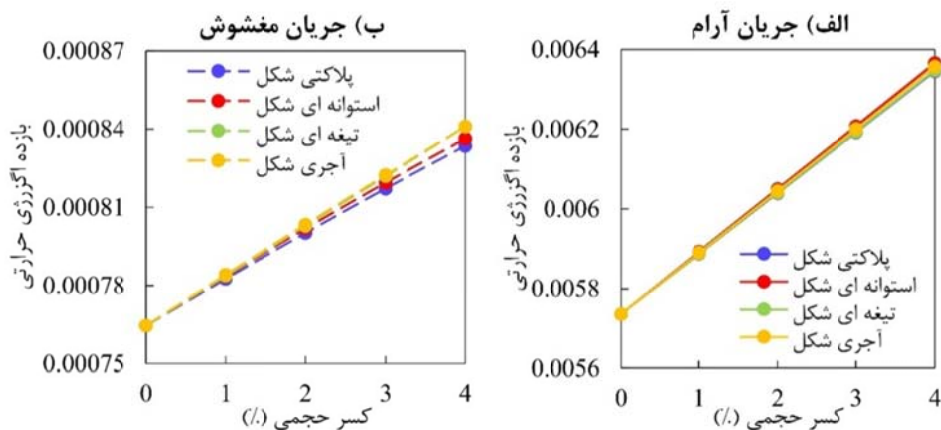 الف) جریان آرام
بازده اگزرژی حرارتی
0.0064
0.0062
0.006
0.0058
0.0056
پلاکتی شکل
استوانه ای شکل
تیغه ای شکل
آجری شکل
0 1 2 3 4
کسر حجمی (٪)
ب) جریان مغشوش
بازده اگزرژی حرارتی
0.00087
0.00084
0.00081
0.00078
0.00075
پلاکتی شکل
استوانه ای شکل
تیغه ای شکل
آجری شکل
0 1 2 3 4
کسر حجمی (٪)